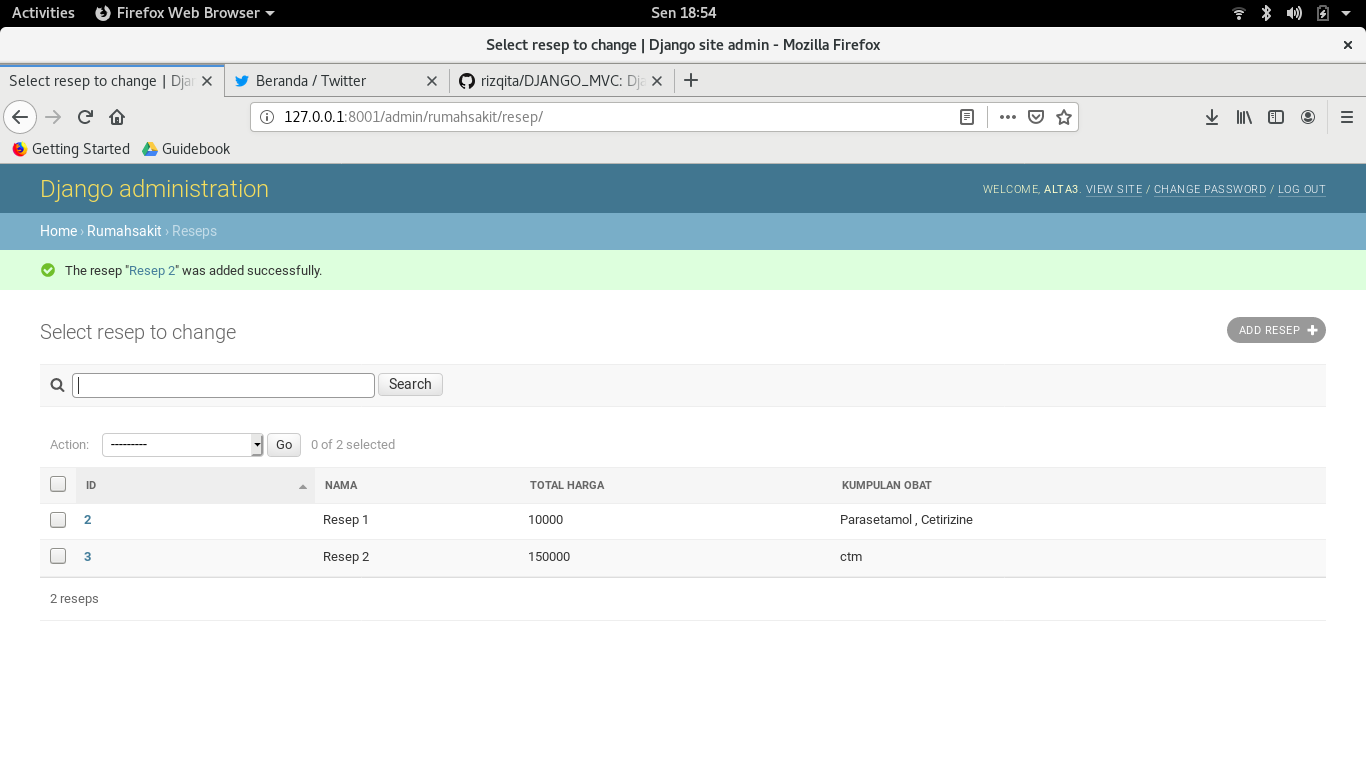 Activities Firefox Web Browser Sen 18:54
Select resep to change | Django site admin - Mozilla Firefox
Select resep to change | Djan Beranda / Twitter rizqita/DJANGO_MVC: Dja
127.0.0.1:8001/admin/rumahsakit/resep/
Getting Started Guidebook
Django administration WELCOME, ALTA3. VIEW SITE / CHANGE PASSWORD / LOG OUT
Home › Rumahsakit › Reseps
The resep "Resep 2" was added successfully.
Select resep to change ADD RESEP
Search
Action: --------- Go 0 of 2 selected
ID NAMA TOTAL HARGA KUMPULAN OBAT
2 Resep 1 10000 Parasetamol , Cetirizine
3 Resep 2 150000 ctm
2 reseps